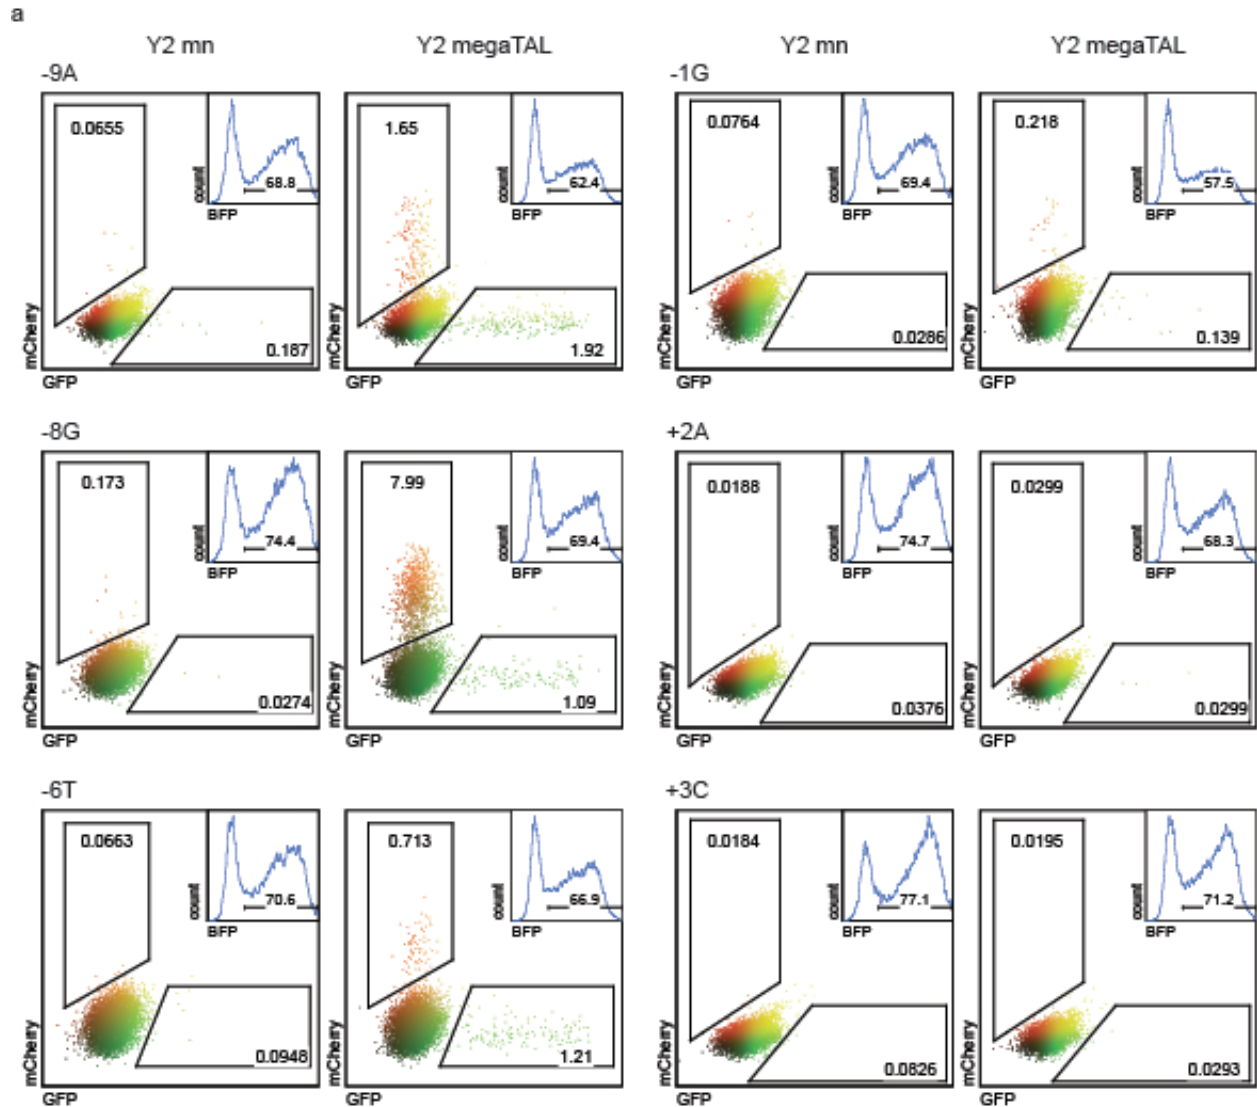 a
Y2 mn
Y2 megaTAL
Y2 mn
Y2 megaTAL
-9A
0.0655
count
68.8
BFP
mCherry
0.187
GFP
1.65
count
62.4
BFP
mCherry
1.92
GFP
-1G
0.0764
count
69.4
BFP
mCherry
0.0286
GFP
0.218
count
57.5
BFP
mCherry
0.139
GFP
-8G
0.173
count
74.4
BFP
mCherry
0.0274
GFP
7.99
count
69.4
BFP
mCherry
1.09
GFP
+2A
0.0188
count
74.7
BFP
mCherry
0.0376
GFP
0.0299
count
68.3
BFP
mCherry
0.0299
GFP
-6T
0.0663
count
70.6
BFP
mCherry
0.0948
GFP
0.713
count
66.9
BFP
mCherry
1.21
GFP
+3C
0.0184
count
77.1
BFP
mCherry
0.0826
GFP
0.0195
count
71.2
BFP
mCherry
0.0293
GFP